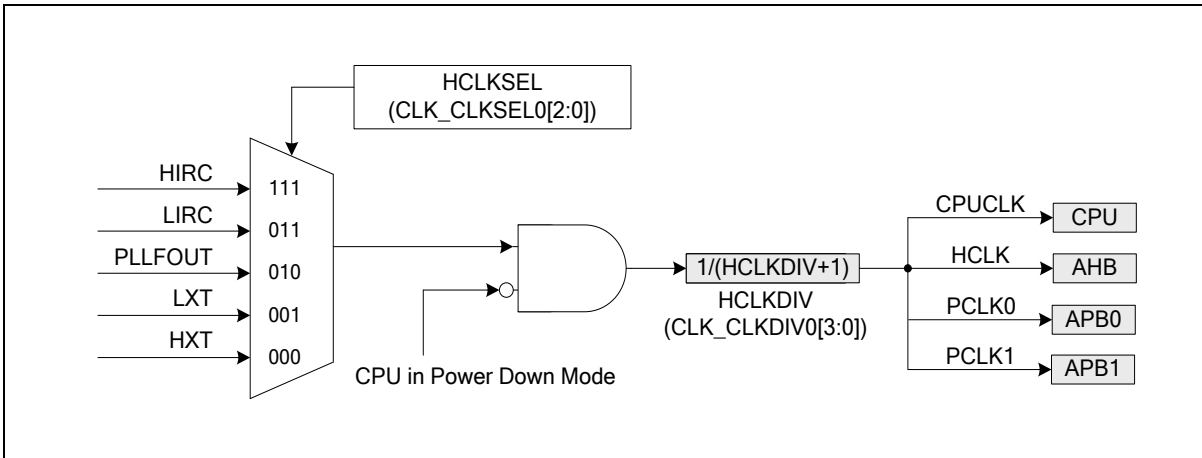 HCLKSEL
(CLK_CLKSEL0[2:0])
HIRC
111
LIRC
011
PLLFOUT
010
LXT
001
HXT
000
CPU in Power Down Mode
1/(HCLKDIV+1)
HCLKDIV
(CLK_CLKDIV0[3:0])
CPUCLK
CPU
HCLK
AHB
PCLK0
APB0
PCLK1
APB1